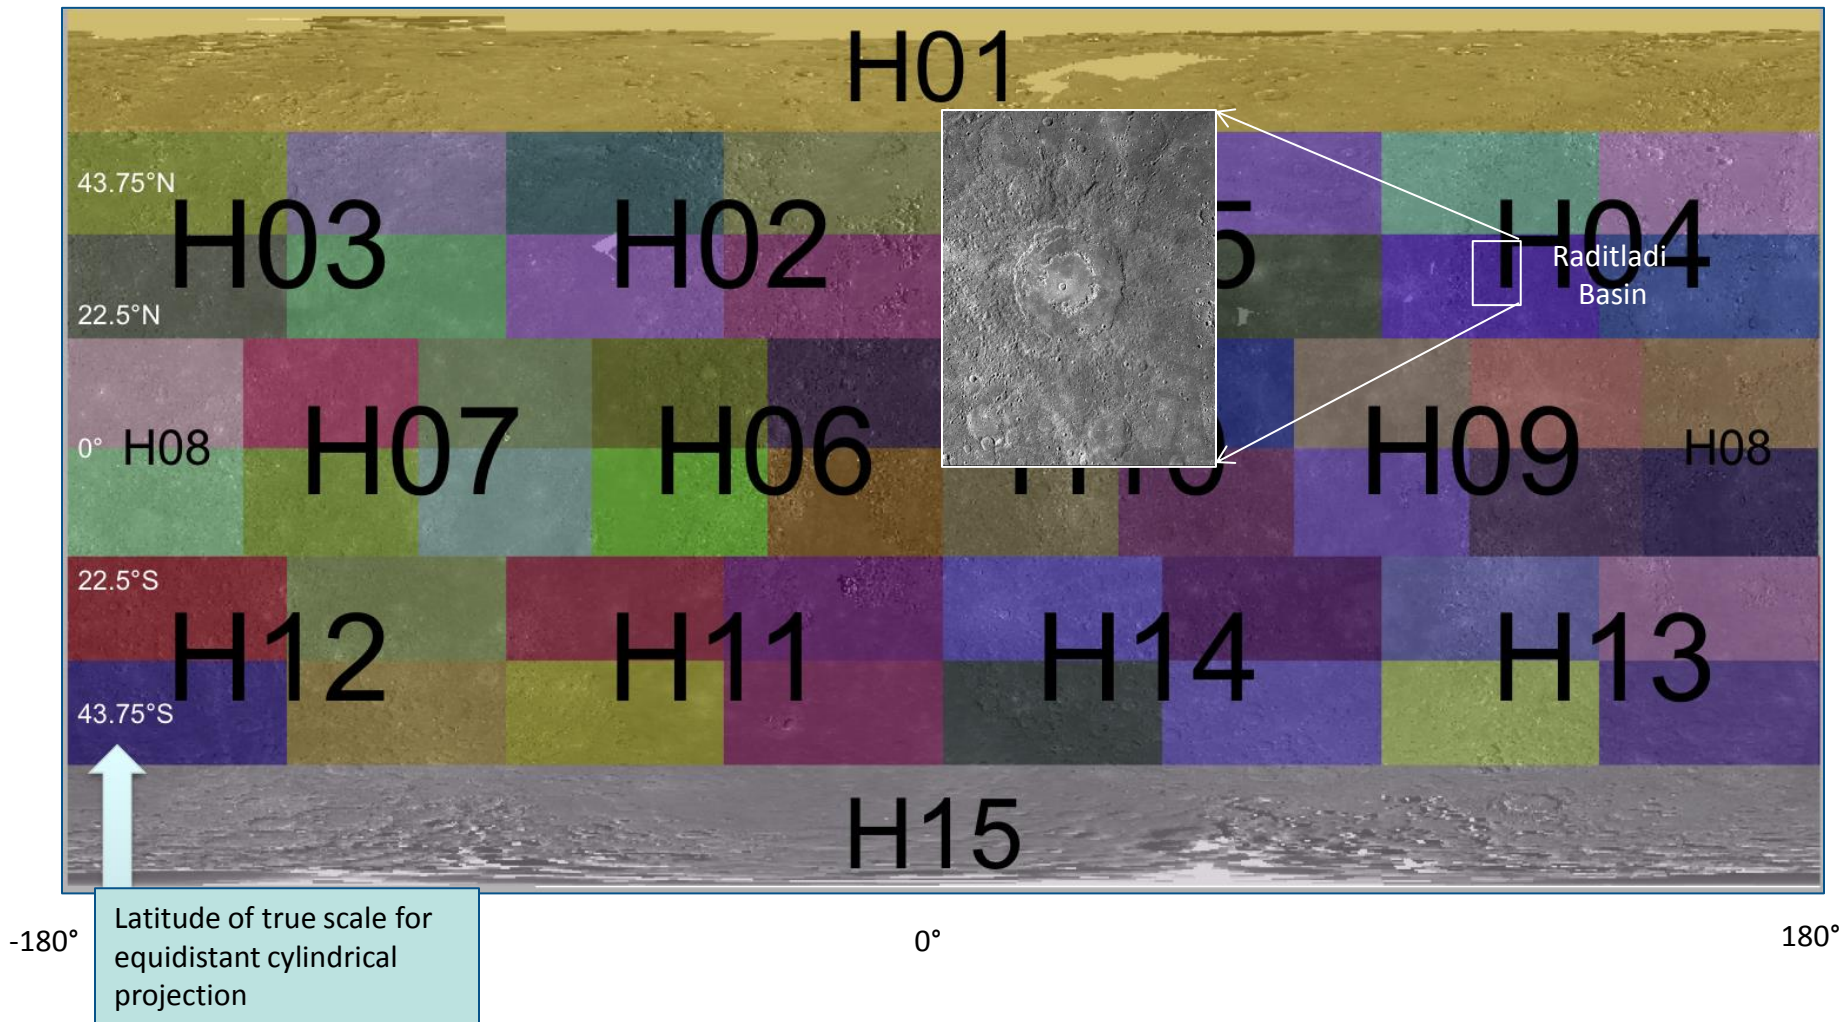 H01
43.75°N
H03
H02
5
H04
Raditladi
Basin
22.5°N
0°
H08
H07
H06
H09
H08
22.5°S
H12
H11
H14
H13
43.75°S
H15
-180°
Latitude of true scale for
equidistant cylindrical
projection
0°
180°